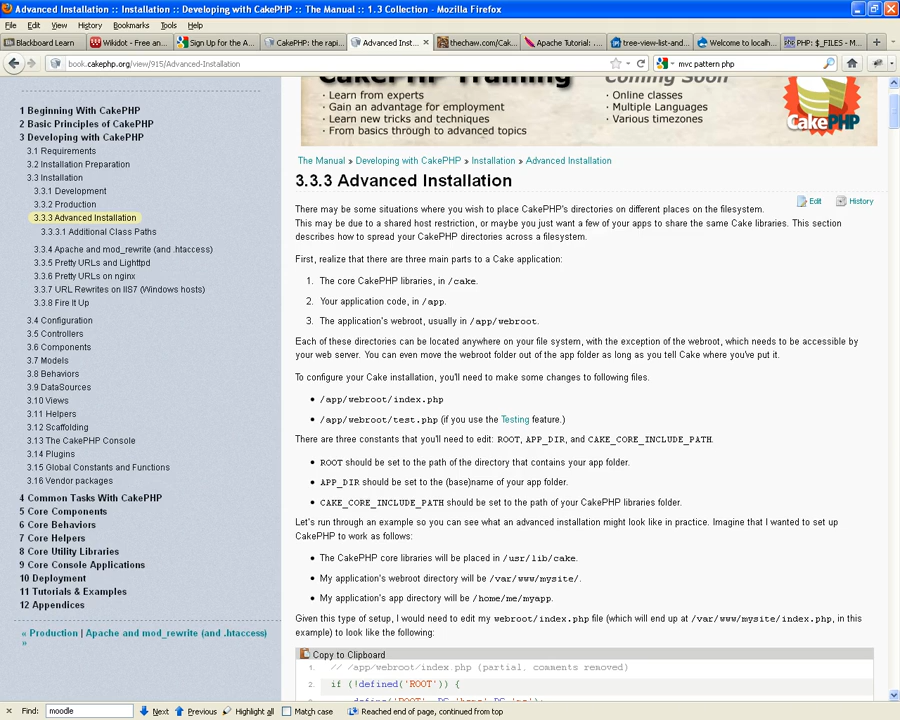 Advanced Installation :: Installation :: Developing with CakePHP :: The Manual :: 1.3 Collection - Mozilla Firefox
File Edit View History Bookmarks Tools Help
Blackboard Learn
Wikidot - Free an...
Sign Up for the A...
CakePHP: the rapi...
Advanced Inst...
thechaw.com/Cak...
Apache Tutorial: ...
tree-view-list-and...
Welcome to localh...
PHP: $_FILES - M...
book.cakephp.org/view/915/Advanced-Installation
mvc pattern php
1 Beginning With CakePHP
2 Basic Principles of CakePHP
3 Developing with CakePHP
3.1 Requirements
3.2 Installation Preparation
3.3 Installation
3.3.1 Development
3.3.2 Production
3.3.3 Advanced Installation
3.3.3.1 Additional Class Paths
3.3.4 Apache and mod_rewrite (and .htaccess)
3.3.5 Pretty URLs and Lighttpd
3.3.6 Pretty URLs on nginx
3.3.7 URL Rewrites on IIS7 (Windows hosts)
3.3.8 Fire It Up
3.4 Configuration
3.5 Controllers
3.6 Components
3.7 Models
3.8 Behaviors
3.9 DataSources
3.10 Views
3.11 Helpers
3.12 Scaffolding
3.13 The CakePHP Console
3.14 Plugins
3.15 Global Constants and Functions
3.16 Vendor packages
4 Common Tasks With CakePHP
5 Core Components
6 Core Behaviors
7 Core Helpers
8 Core Utility Libraries
9 Core Console Applications
10 Deployment
11 Tutorials & Examples
12 Appendices
« Production | Apache and mod_rewrite (and .htaccess)
»
CakePHP Training
Coming Soon
· Learn from experts
· Gain an advantage for employment
· Learn new tricks and techniques
· From basics through to advanced topics
· Online classes
· Multiple Languages
· Various timezones
CakePHP
The Manual » Developing with CakePHP » Installation » Advanced Installation
3.3.3 Advanced Installation
Edit History
There may be some situations where you wish to place CakePHP's directories on different places on the filesystem.
This may be due to a shared host restriction, or maybe you just want a few of your apps to share the same Cake libraries. This section
describes how to spread your CakePHP directories across a filesystem.
First, realize that there are three main parts to a Cake application:
1. The core CakePHP libraries, in /cake.
2. Your application code, in /app.
3. The application's webroot, usually in /app/webroot.
Each of these directories can be located anywhere on your file system, with the exception of the webroot, which needs to be accessible by
your web server. You can even move the webroot folder out of the app folder as long as you tell Cake where you've put it.
To configure your Cake installation, you'll need to make some changes to following files.
• /app/webroot/index.php
• /app/webroot/test.php (if you use the Testing feature.)
There are three constants that you'll need to edit: ROOT, APP_DIR, and CAKE_CORE_INCLUDE_PATH.
• ROOT should be set to the path of the directory that contains your app folder.
• APP_DIR should be set to the (base)name of your app folder.
• CAKE_CORE_INCLUDE_PATH should be set to the path of your CakePHP libraries folder.
Let's run through an example so you can see what an advanced installation might look like in practice. Imagine that I wanted to set up
CakePHP to work as follows:
• The CakePHP core libraries will be placed in /usr/lib/cake.
• My application's webroot directory will be /var/www/mysite/.
• My application's app directory will be /home/me/myapp.
Given this type of setup, I would need to edit my webroot/index.php file (which will end up at /var/www/mysite/index.php, in this
example) to look like the following:
Copy to Clipboard
1. // /app/webroot/index.php (partial, comments removed)
2. if (!defined('ROOT')) {
Find: moodle Next Previous Highlight all Match case Reached end of page, continued from top